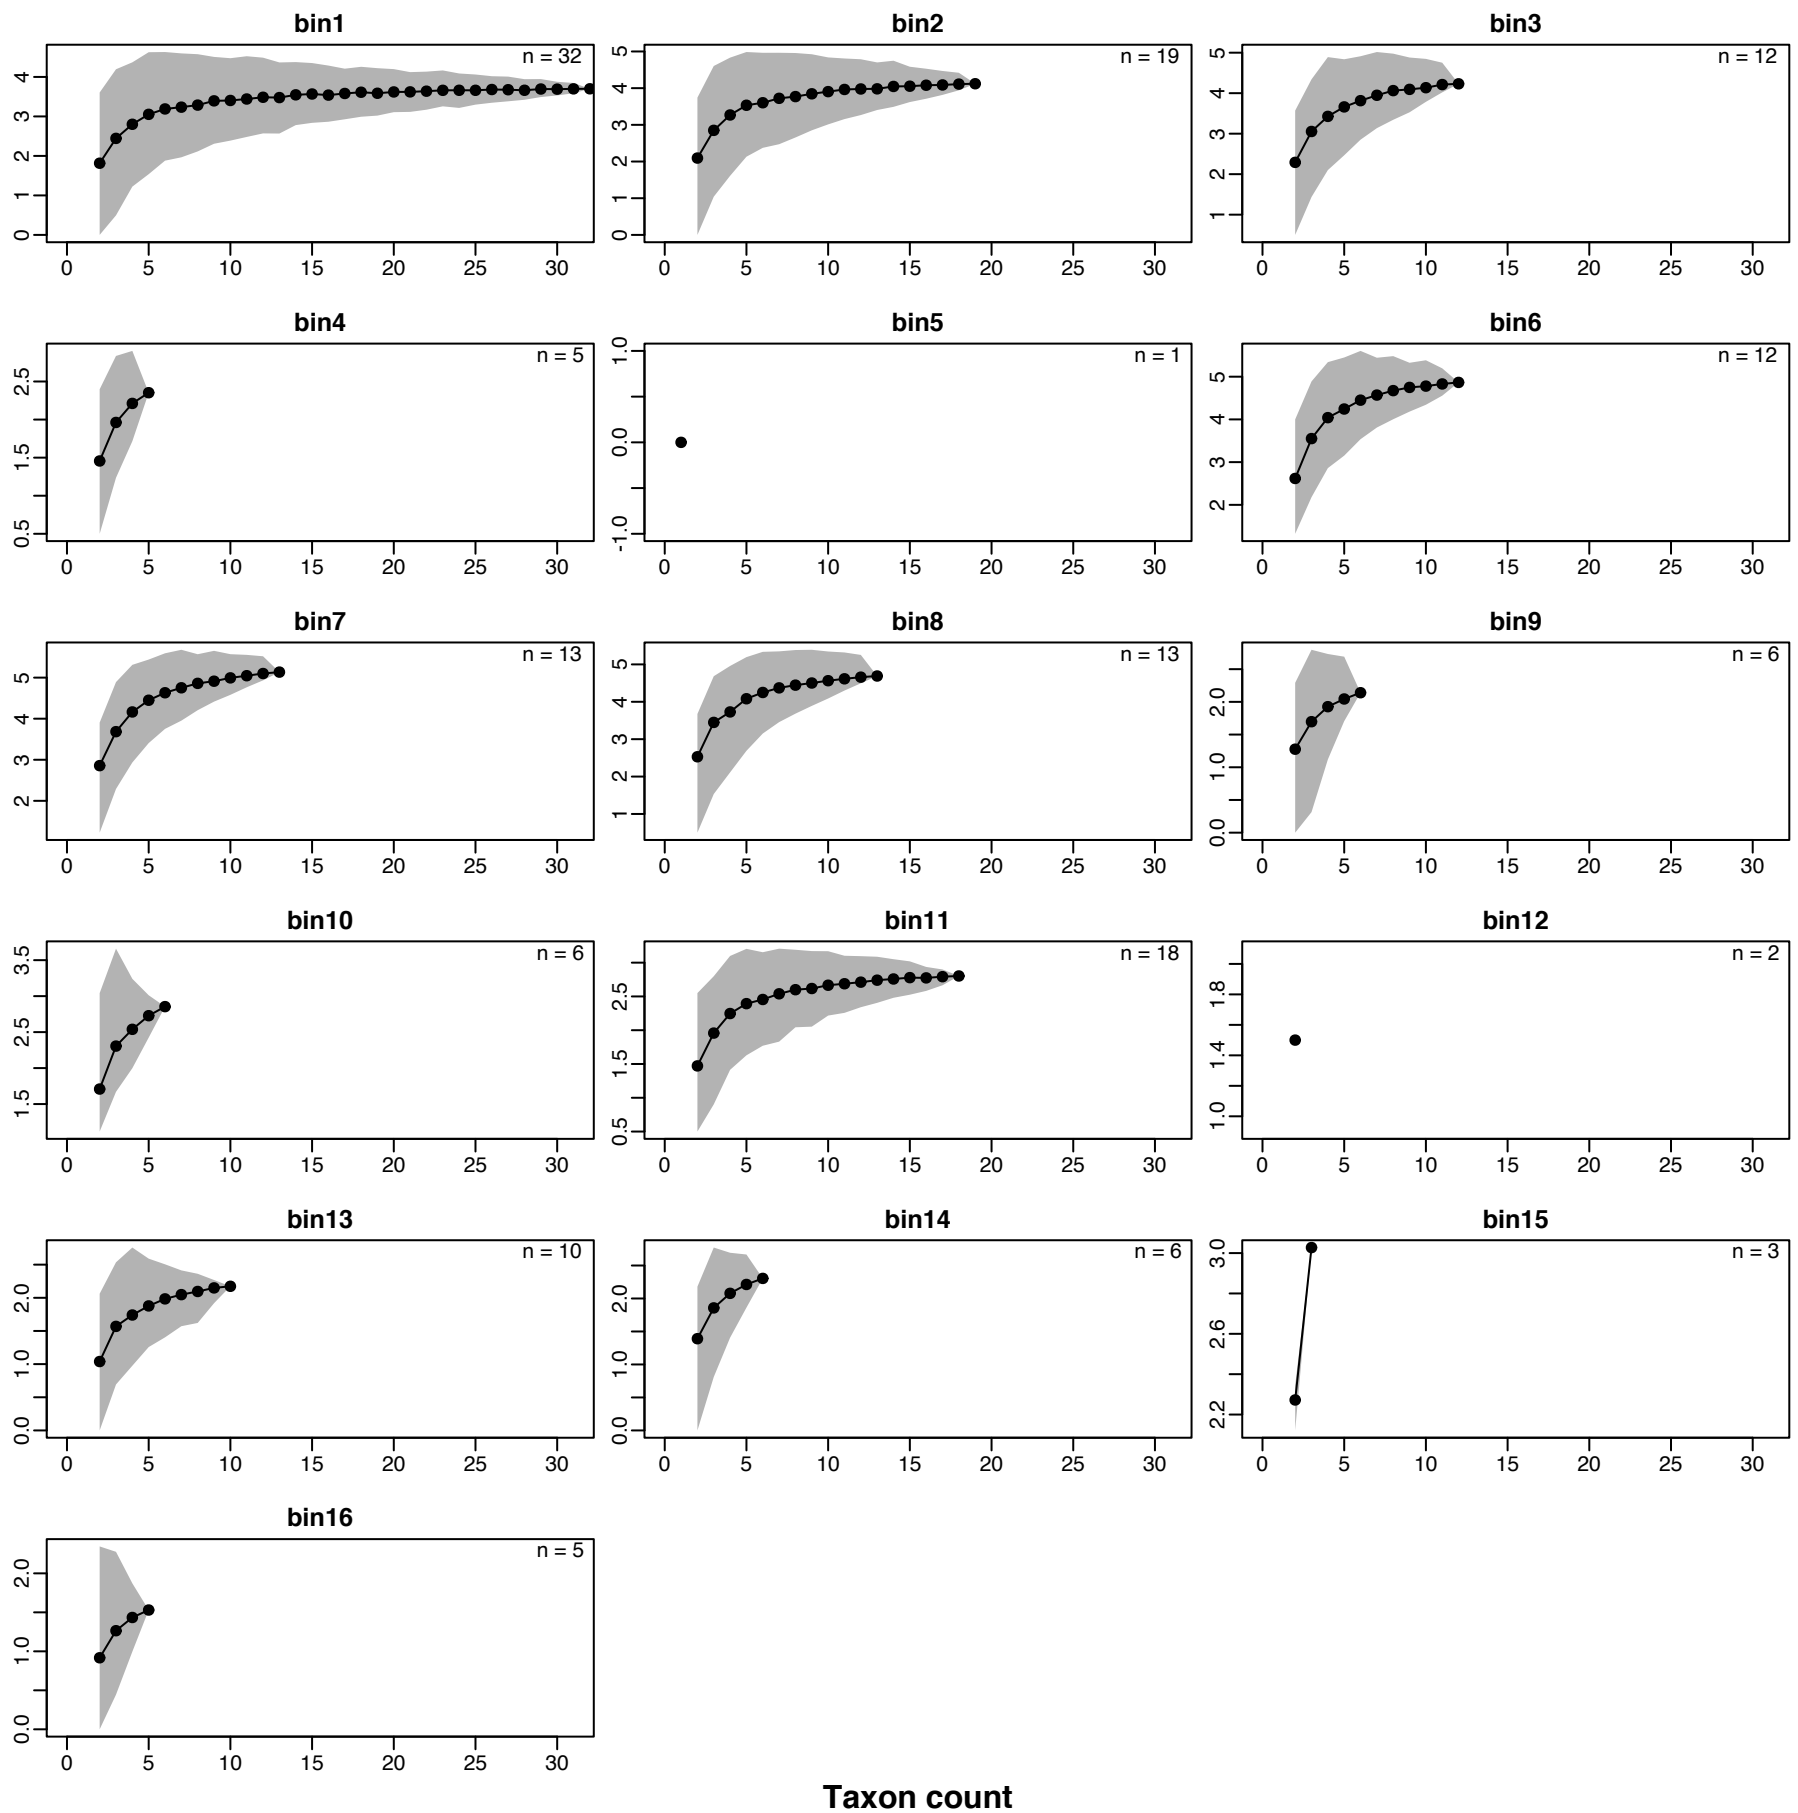 bin1 bin2 bin3
n = 32 n = 19 n = 12
0 1 2 3 4
0 1 2 3 4 5
1 2 3 4 5
0 5 10 15 20 25 30 0 5 10 15 20 25 30 0 5 10 15 20 25 30
bin4 bin5 bin6
n = 5 n = 1 n = 12
0.5 1.5 2.5
-1.0 0.0 1.0
2 3 4 5
0 5 10 15 20 25 30 0 5 10 15 20 25 30 0 5 10 15 20 25 30
bin7 bin8 bin9
n = 13 n = 13 n = 6
2 3 4 5
1 2 3 4 5
0.0 1.0 2.0
0 5 10 15 20 25 30 0 5 10 15 20 25 30 0 5 10 15 20 25 30
bin10 bin11 bin12
n = 6 n = 18 n = 2
1.5 2.5 3.5
0.5 1.5 2.5
1.0 1.4 1.8
0 5 10 15 20 25 30 0 5 10 15 20 25 30 0 5 10 15 20 25 30
bin13 bin14 bin15
n = 10 n = 6 n = 3
0.0 1.0 2.0
0.0 1.0 2.0
2.2 2.6 3.0
0 5 10 15 20 25 30 0 5 10 15 20 25 30 0 5 10 15 20 25 30
bin16
n = 5
0.0 1.0 2.0
0 5 10 15 20 25 30
Taxon count